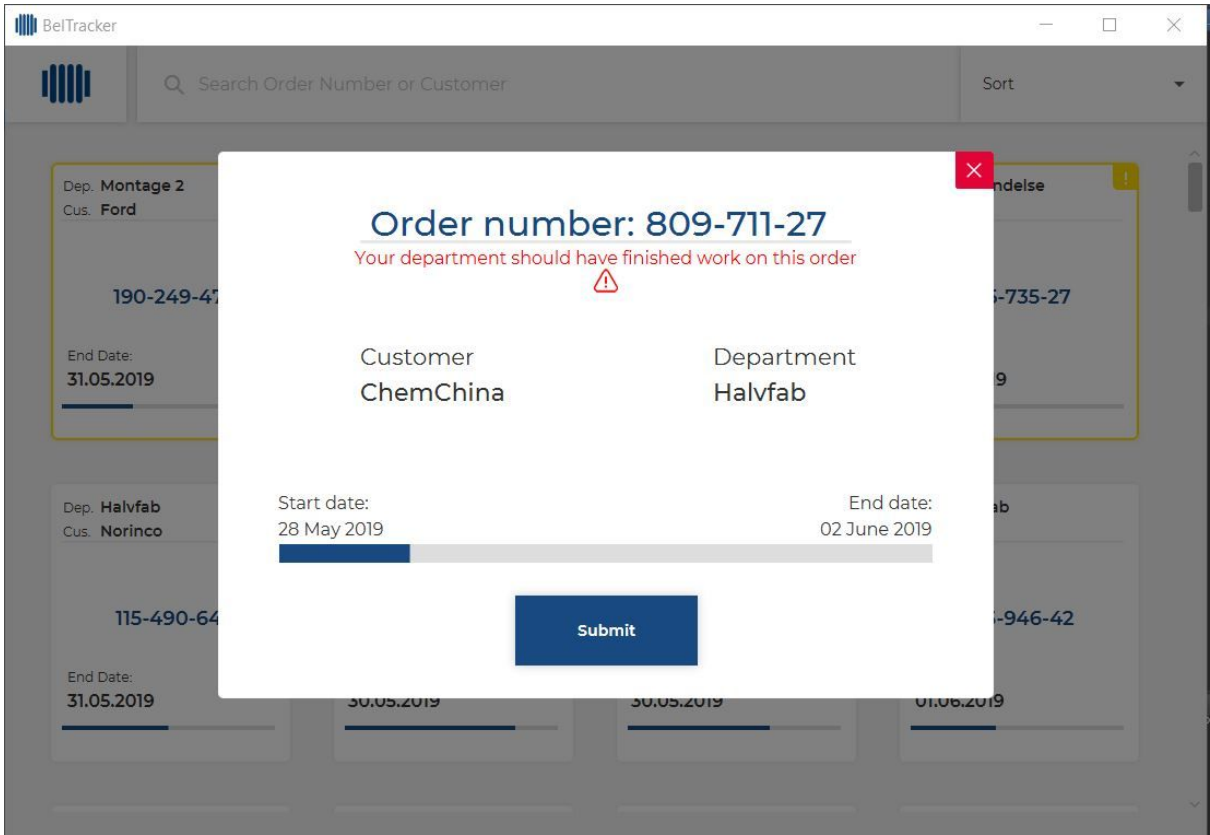 BelTracker
Search Order Number or Customer
Sort
Dep. Montage 2
Cus. Ford
190-249-47
End Date:
31.05.2019
Order number: 809-711-27
Your department should have finished work on this order
Customer
ChemChina
Department
Halvfab
Start date:
28 May 2019
End date:
02 June 2019
Submit
ndelse
-735-27
9
Dep. Halvfab
Cus. Norinco
115-490-64
End Date:
31.05.2019
30.05.2019
30.05.2019
ab
-946-42
01.06.2019